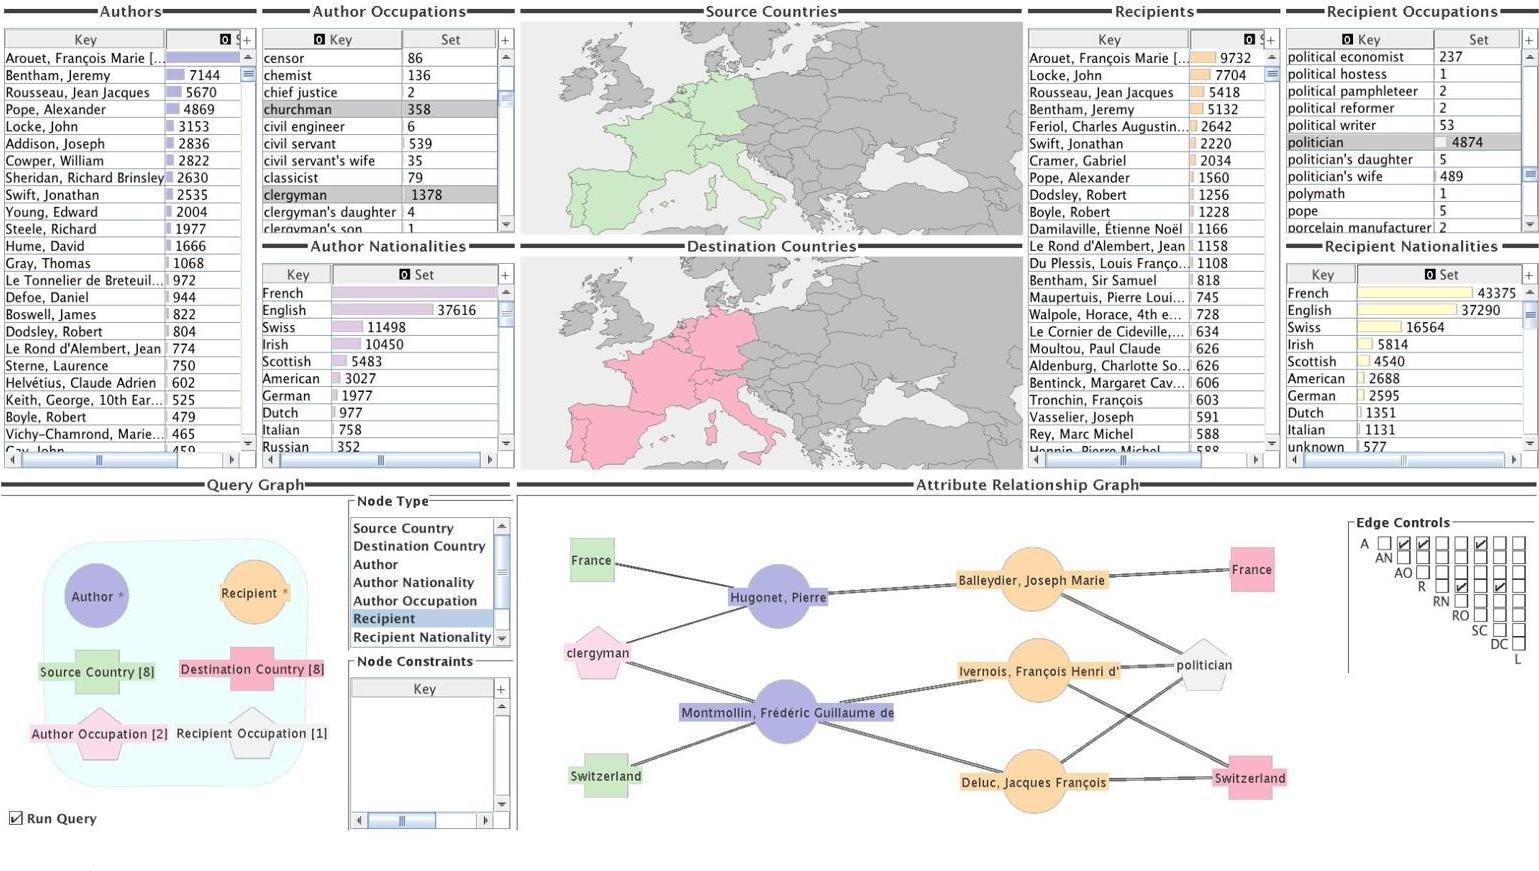 Authors
Key 0 S +
Arouet, François Marie [...
Bentham, Jeremy 7144
Rousseau, Jean Jacques 5670
Pope, Alexander 4869
Locke, John 3153
Addison, Joseph 2836
Cowper, William 2822
Sheridan, Richard Brinsley 2630
Swift, Jonathan 2535
Young, Edward 2004
Steele, Richard 1977
Hume, David 1666
Gray, Thomas 1068
Le Tonnelier de Breteuil... 972
Defoe, Daniel 944
Boswell, James 822
Dodsley, Robert 804
Le Rond d'Alembert, Jean 774
Sterne, Laurence 750
Helvétius, Claude Adrien 602
Keith, George, 10th Ear... 525
Boyle, Robert 479
Vichy-Chamrond, Marie... 465
Gay, John 459
Author Occupations
0 Key Set +
censor 86
chemist 136
chief justice 2
churchman 358
civil engineer 6
civil servant 539
civil servant's wife 35
classicist 79
clergyman 1378
clergyman's daughter 4
clergyman's son 1
Author Nationalities
Key 0 Set +
French
English 37616
Swiss 11498
Irish 10450
Scottish 5483
American 3027
German 1977
Dutch 977
Italian 758
Russian 352
Source Countries
Destination Countries
Recipients
Key 0 S +
Arouet, François Marie [... 9732
Locke, John 7704
Rousseau, Jean Jacques 5418
Bentham, Jeremy 5132
Feriol, Charles Augustin... 2642
Swift, Jonathan 2220
Cramer, Gabriel 2034
Pope, Alexander 1560
Dodsley, Robert 1256
Boyle, Robert 1228
Damilaville, Étienne Noël 1166
Le Rond d'Alembert, Jean 1158
Du Plessis, Louis Franço... 1108
Bentham, Sir Samuel 818
Maupertuis, Pierre Loui... 745
Walpole, Horace, 4th e... 728
Le Cornier de Cideville,... 634
Moultou, Paul Claude 626
Aldenburg, Charlotte So... 626
Bentinck, Margaret Cav... 606
Tronchin, François 603
Vasselier, Joseph 591
Rey, Marc Michel 588
Hennin, Pierre Michel 588
Recipient Occupations
0 Key Set +
political economist 237
political hostess 1
political pamphleteer 2
political reformer 2
political writer 53
politician 4874
politician's daughter 5
politician's wife 489
polymath 1
pope 5
porcelain manufacturer 2
Recipient Nationalities
Key 0 Set +
French 43375
English 37290
Swiss 16564
Irish 5814
Scottish 4540
American 2688
German 2595
Dutch 1351
Italian 1131
unknown 577
Query Graph
Author *
Recipient *
Source Country [8]
Destination Country [8]
Author Occupation [2]
Recipient Occupation [1]
Run Query
Node Type
Source Country
Destination Country
Author
Author Nationality
Author Occupation
Recipient
Recipient Nationality
Node Constraints
Key +
Attribute Relationship Graph
France
clergyman
Switzerland
Hugonet, Pierre
Montmollin, Frédéric Guillaume de
Balleydier, Joseph Marie
Ivernois, François Henri d'
Deluc, Jacques François
France
politician
Switzerland
Edge Controls
A
AN
AO
R
RN
RO
SC
DC
L